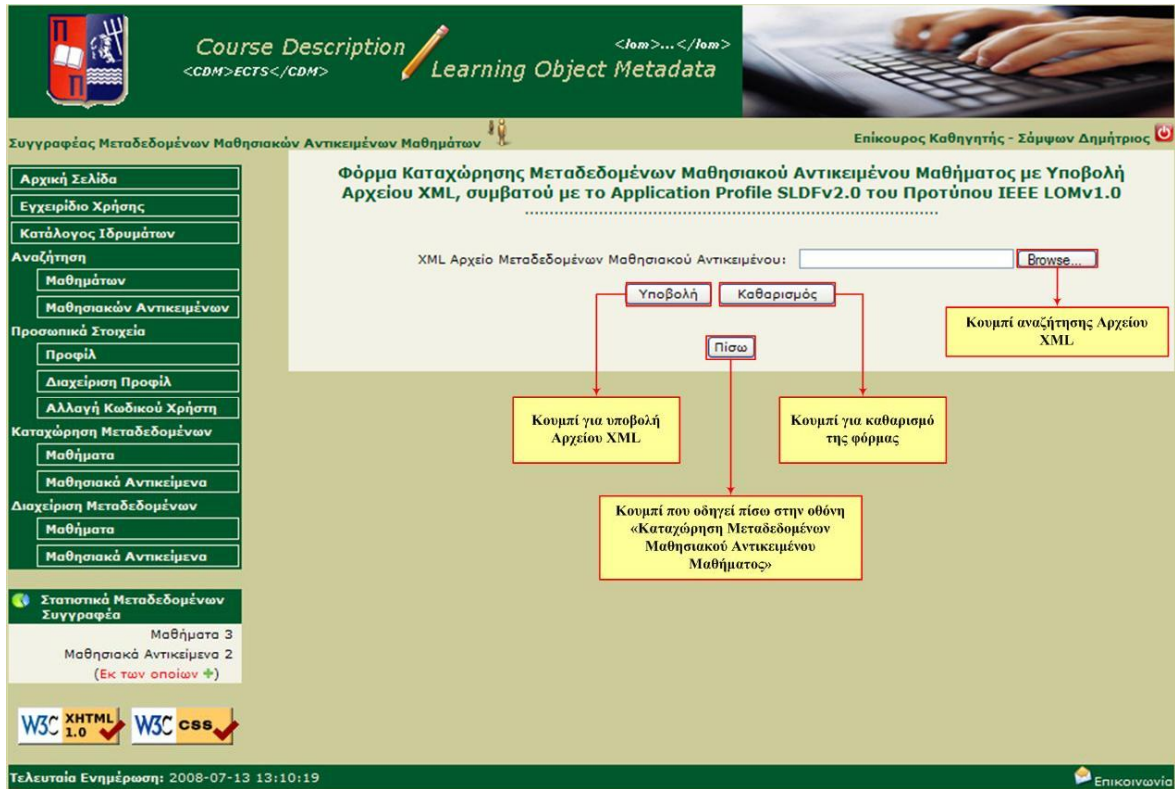 Π
Π
Course Description
<CDM>ECTS</CDM>
<lom>...</lom>
Learning Object Metadata
Συγγραφέας Μεταδεδομένων Μαθησιακών Αντικειμένων Μαθημάτων
Επίκουρος Καθηγητής - Σάμψων Δημήτριος
Αρχική Σελίδα
Εγχειρίδιο Χρήσης
Κατάλογος Ιδρυμάτων
Αναζήτηση
Μαθημάτων
Μαθησιακών Αντικειμένων
Προσωπικά Στοιχεία
Προφίλ
Διαχείριση Προφίλ
Αλλαγή Κωδικού Χρήστη
Καταχώρηση Μεταδεδομένων
Μαθήματα
Μαθησιακά Αντικείμενα
Διαχείριση Μεταδεδομένων
Μαθήματα
Μαθησιακά Αντικείμενα
Στατιστικά Μεταδεδομένων
Συγγραφέα
Μαθήματα 3
Μαθησιακά Αντικείμενα 2
(Εκ των οποίων +)
W3C XHTML 1.0
W3C css
Φόρμα Καταχώρησης Μεταδεδομένων Μαθησιακού Αντικειμένου Μαθήματος με Υποβολή
Αρχείου XML, συμβατού με το Application Profile SLDFv2.0 του Προτύπου IEEE LOMv1.0
XML Αρχείο Μεταδεδομένων Μαθησιακού Αντικειμένου:
Browse...
Υποβολή
Καθαρισμός
Πίσω
Κουμπί αναζήτησης Αρχείου
XML
Κουμπί για υποβολή
Αρχείου XML
Κουμπί για καθαρισμό
της φόρμας
Κουμπί που οδηγεί πίσω στην οθόνη
«Καταχώρηση Μεταδεδομένων
Μαθησιακού Αντικειμένου
Μαθήματος»
Τελευταία Ενημέρωση: 2008-07-13 13:10:19
Επικοινωνία